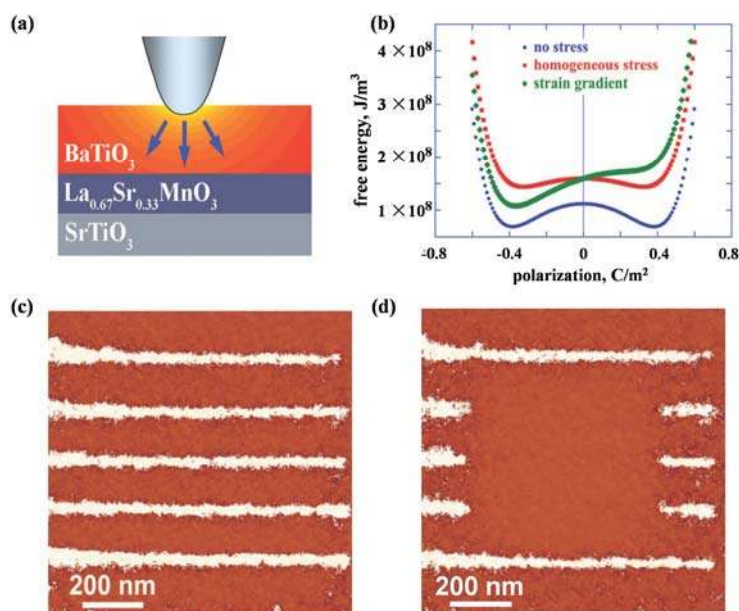 (a)
BaTiO₃
La₀.₆₇Sr₀.₃₃MnO₃
SrTiO₃
(b)
free energy, J/m³
4×10⁸
3×10⁸
2×10⁸
1×10⁸
no stress
homogeneous stress
strain gradient
-0.8 -0.4 0 0.4 0.8
polarization, C/m²
(c)
200 nm
(d)
200 nm